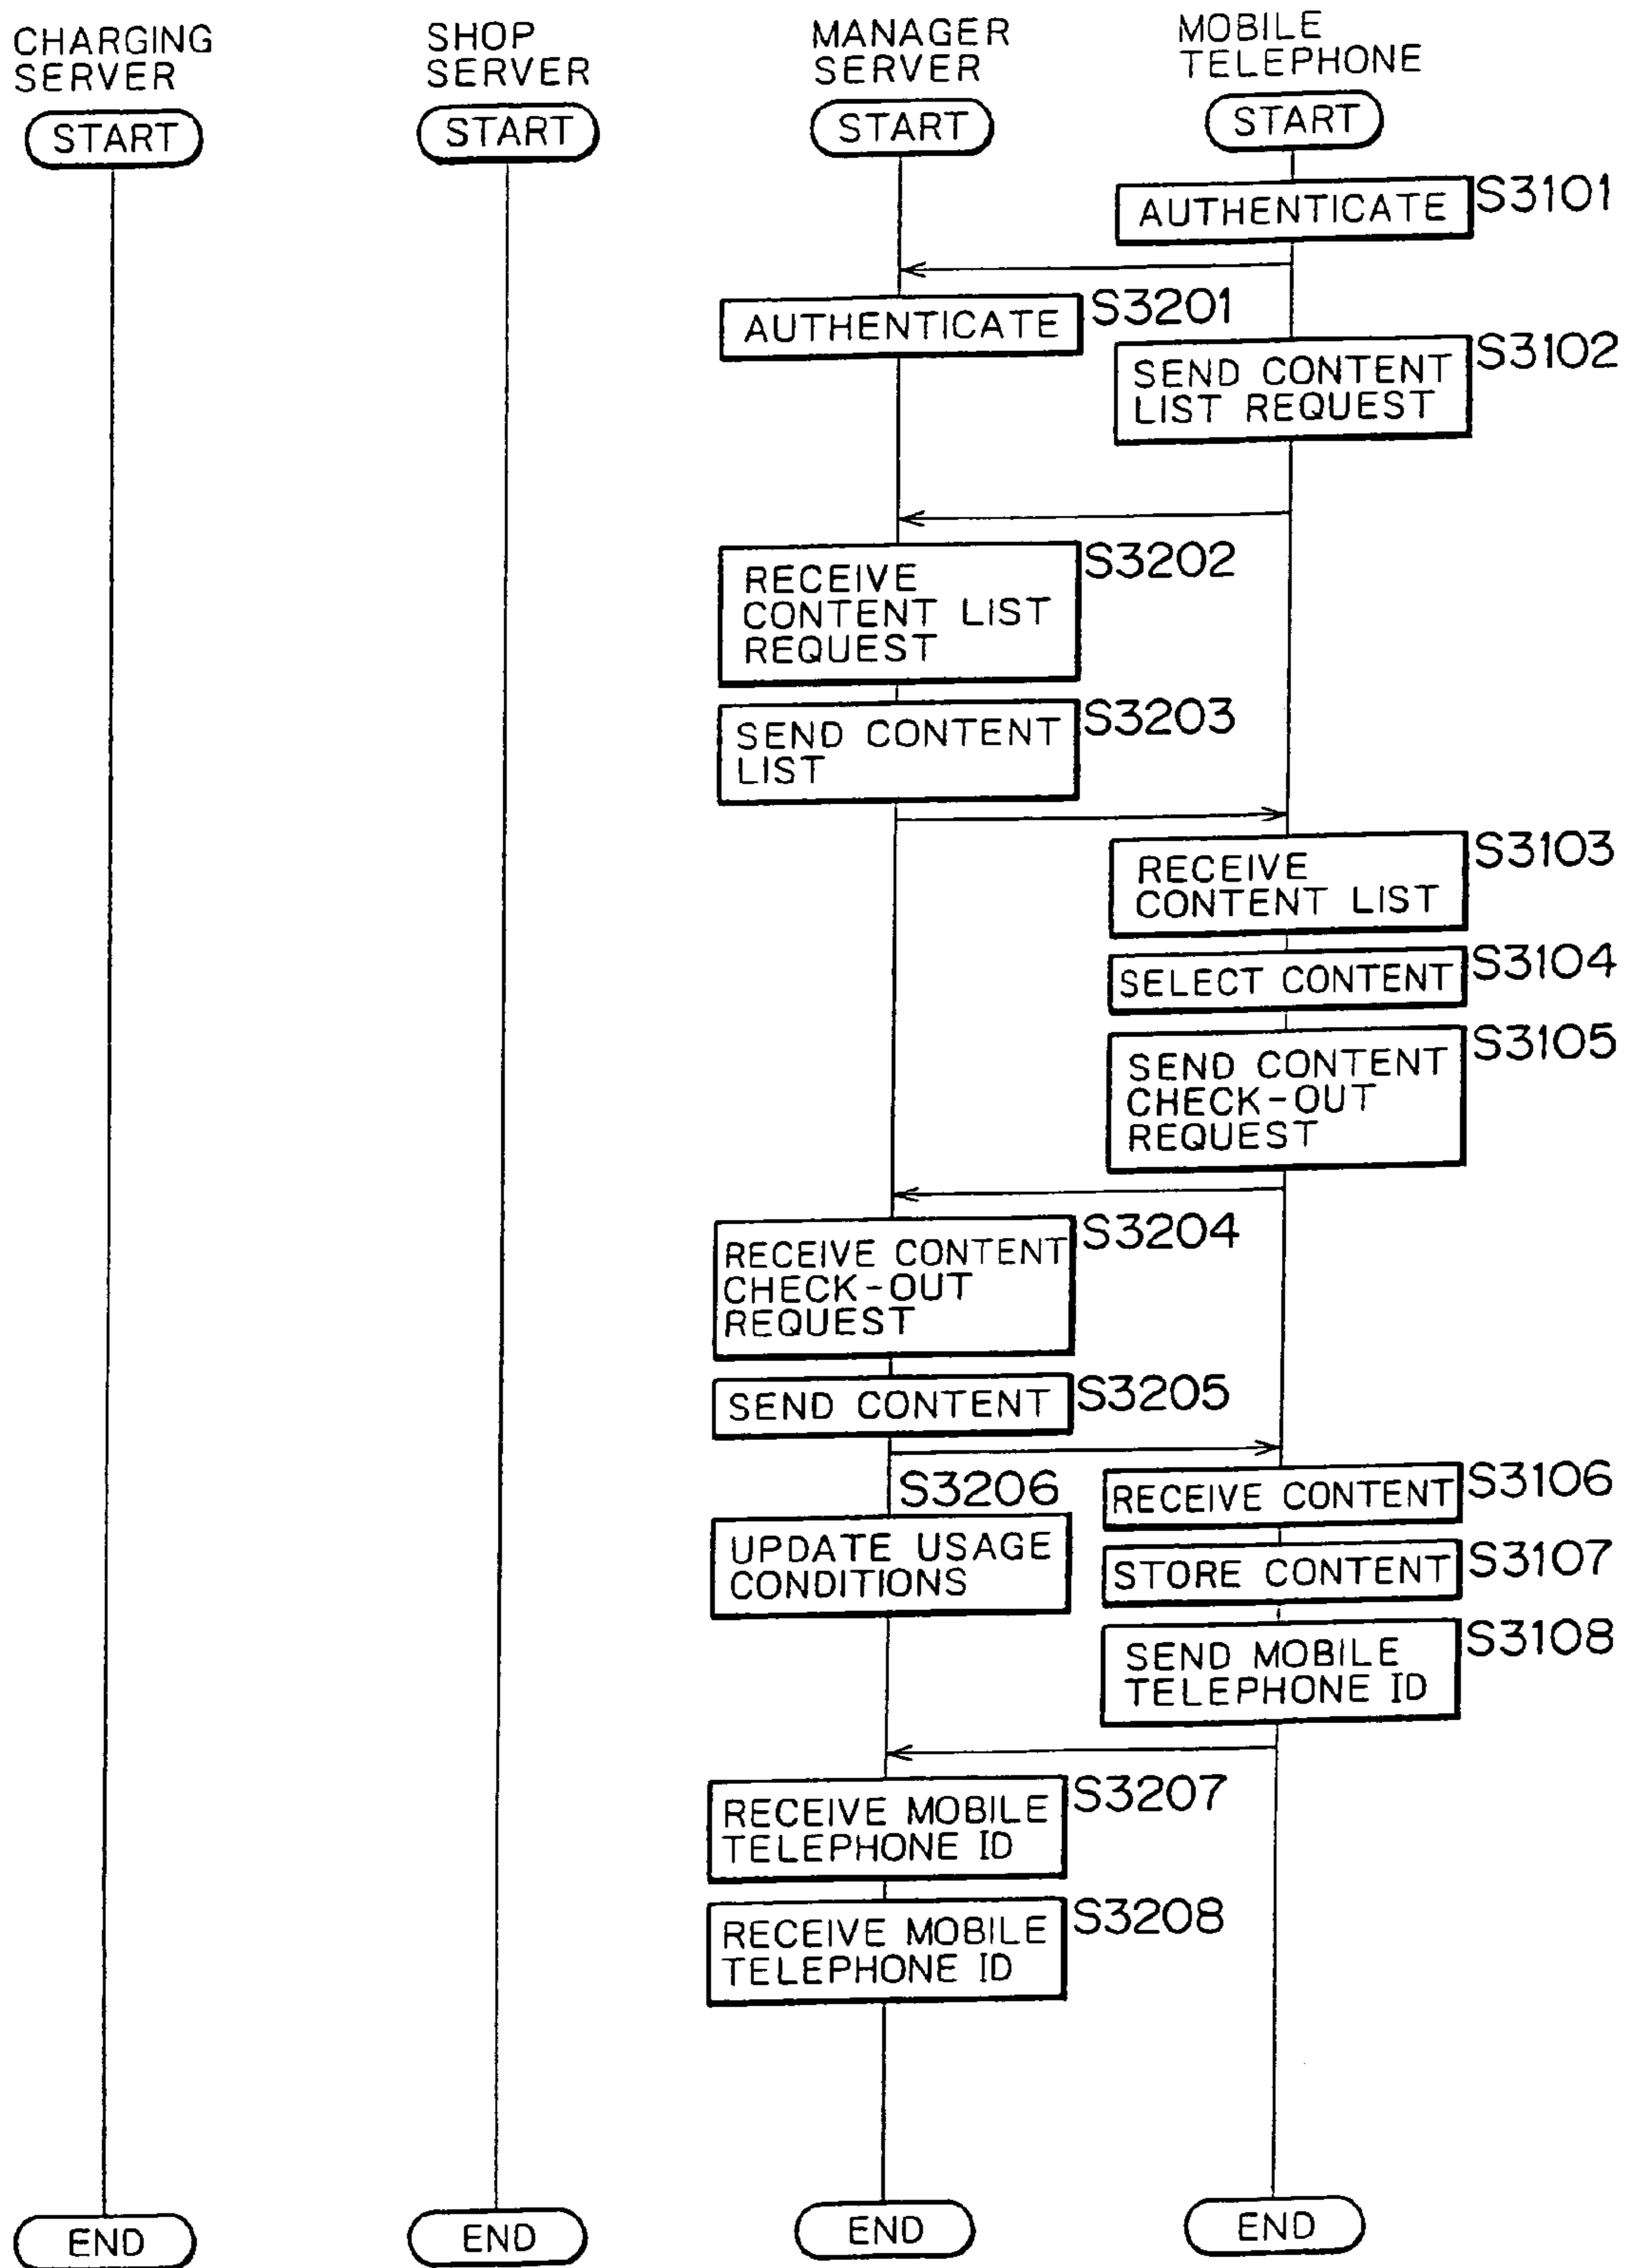 CHARGING
SERVER
SHOP
SERVER
MANAGER
SERVER
MOBILE
TELEPHONE
START
START
START
START
AUTHENTICATE
S3101
AUTHENTICATE
S3201
SEND CONTENT
LIST REQUEST
S3102
RECEIVE
CONTENT LIST
REQUEST
S3202
SEND CONTENT
LIST
S3203
RECEIVE
CONTENT LIST
S3103
SELECT CONTENT
S3104
SEND CONTENT
CHECK-OUT
REQUEST
S3105
RECEIVE CONTENT
CHECK-OUT
REQUEST
S3204
SEND CONTENT
S3205
RECEIVE CONTENT
S3106
S3206
UPDATE USAGE
CONDITIONS
STORE CONTENT
S3107
SEND MOBILE
TELEPHONE ID
S3108
RECEIVE MOBILE
TELEPHONE ID
S3207
RECEIVE MOBILE
TELEPHONE ID
S3208
END
END
END
END